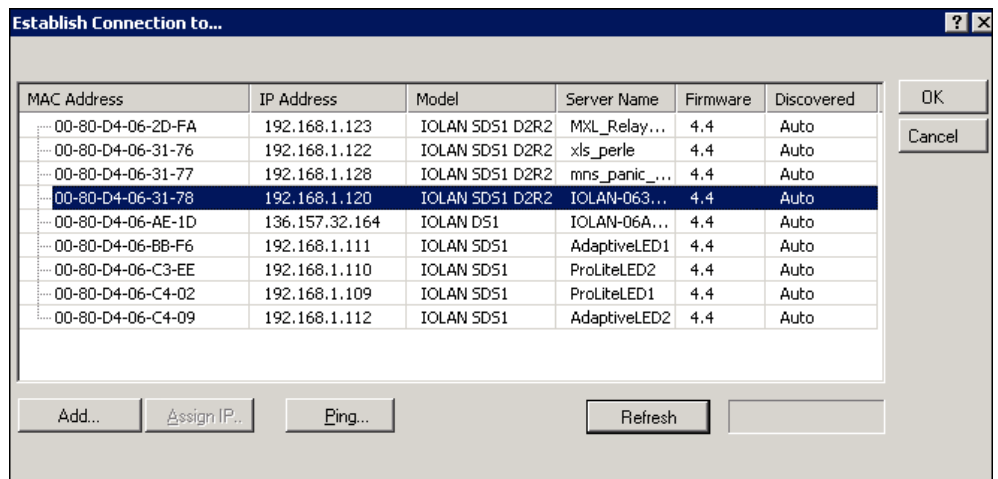 Establish Connection to...
MAC Address IP Address Model Server Name Firmware Discovered
00-80-D4-06-2D-FA 192.168.1.123 IOLAN SDS1 D2R2 MXL_Relay... 4.4 Auto
00-80-D4-06-31-76 192.168.1.122 IOLAN SDS1 D2R2 xls_perle 4.4 Auto
00-80-D4-06-31-77 192.168.1.128 IOLAN SDS1 D2R2 mns_panic_... 4.4 Auto
00-80-D4-06-31-78 192.168.1.120 IOLAN SDS1 D2R2 IOLAN-063... 4.4 Auto
00-80-D4-06-AE-1D 136.157.32.164 IOLAN DS1 IOLAN-06A... 4.4 Auto
00-80-D4-06-BB-F6 192.168.1.111 IOLAN SDS1 AdaptiveLED1 4.4 Auto
00-80-D4-06-C3-EE 192.168.1.110 IOLAN SDS1 ProLiteLED2 4.4 Auto
00-80-D4-06-C4-02 192.168.1.109 IOLAN SDS1 ProLiteLED1 4.4 Auto
00-80-D4-06-C4-09 192.168.1.112 IOLAN SDS1 AdaptiveLED2 4.4 Auto
OK
Cancel
Add... Assign IP.. Ping... Refresh